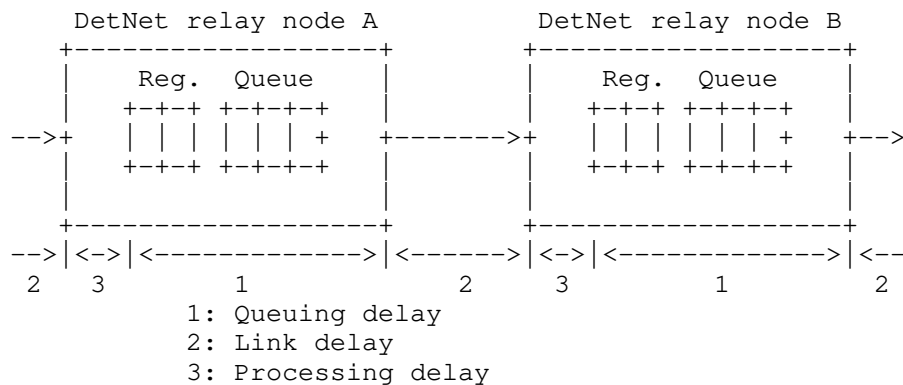 DetNet relay node A DetNet relay node B
Reg. Queue Reg. Queue
2 3 1 2 3 1 2
1: Queuing delay
2: Link delay
3: Processing delay